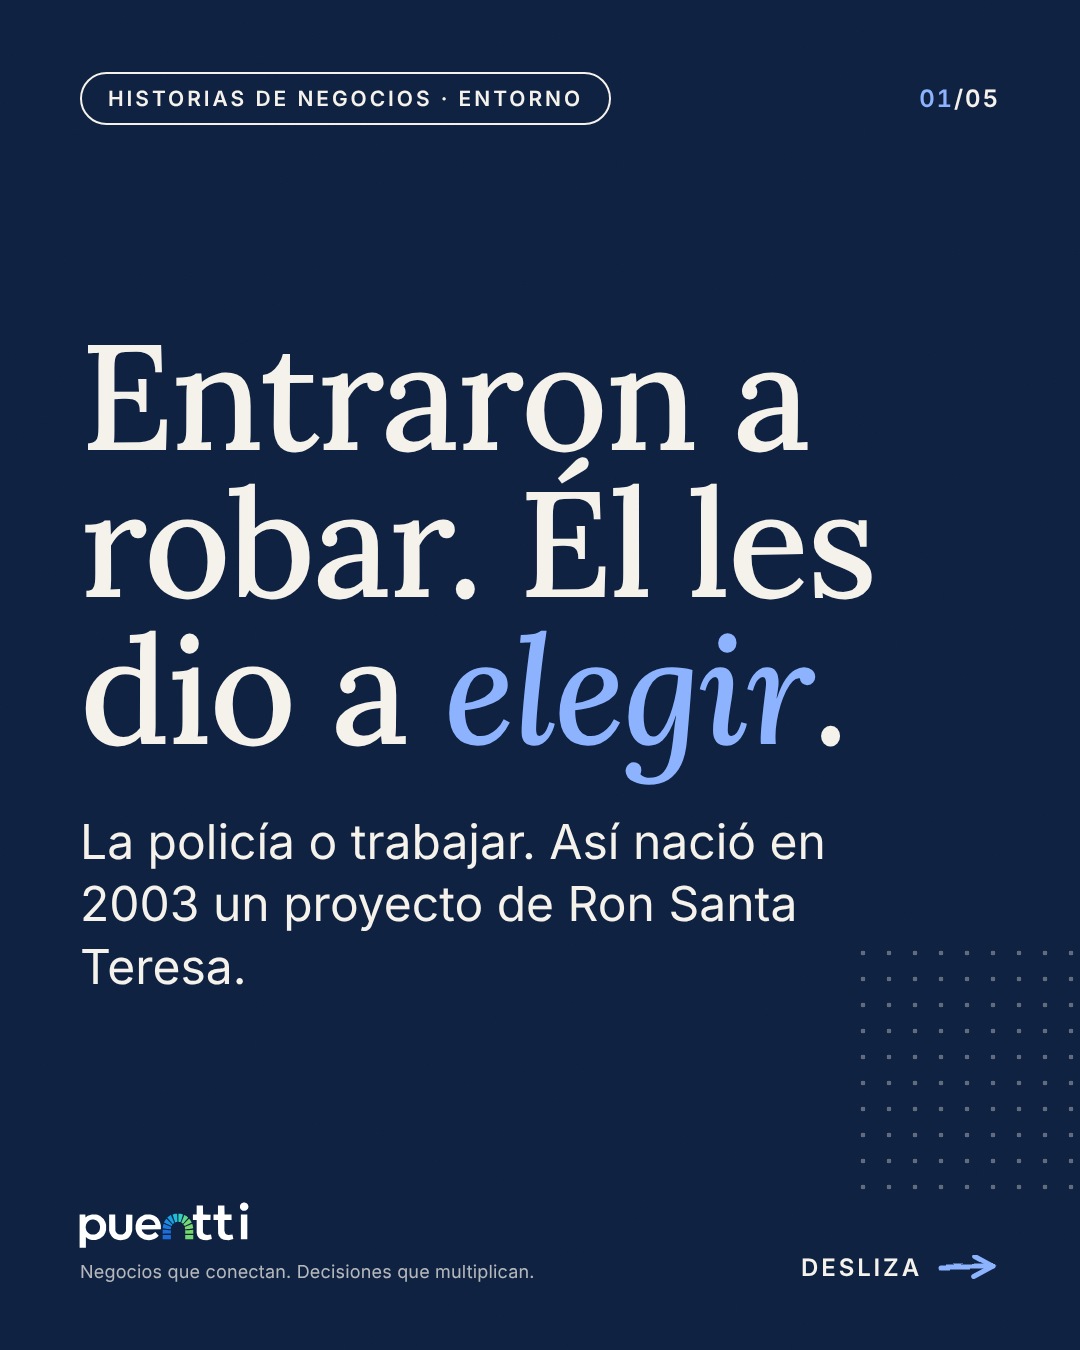 HISTORIAS DE NEGOCIOS · ENTORNO
01/05
Entraron a
robar. Él les
dio a elegir.
La policía o trabajar. Así nació en
2003 un proyecto de Ron Santa
Teresa.
puentti
Negocios que conectan. Decisiones que multiplican.
DESLIZA